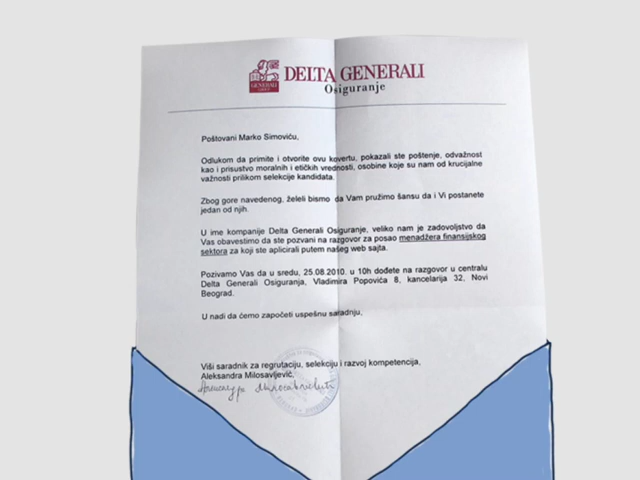 GENERALI
DELTA GENERALI
Osiguranje
Poštovani Marko Simoviću,
Odlukom da primite i otvorite ovu kovertu, pokazali ste poštenje, odvažnost
kao i prisustvo moralnih i etičkih vrednosti, osobine koje su nam od krucijalne
važnosti prilikom selekcije kandidata.
Zbog gore navedenog, želeli bismo da Vam pružimo šansu da i Vi postanete
jedan od njih.
U ime kompanije Delta Generali Osiguranje, veliko nam je zadovoljstvo da
Vas obavestimo da ste pozvani na razgovor za posao menadžera finansijskog
sektora za koji ste aplicirali putem našeg web sajta.
Pozivamo Vas da u sredu, 25.08.2010. u 10h dođete na razgovor u centralu
Delta Generali Osiguranja, Vladimira Popovića 8, kancelarija 32, Novi
Beograd.
U nadi da ćemo započeti uspešnu saradnju,
Viši saradnik za regrutaciju, selekciju i razvoj kompetencija,
Aleksandra Milosavljević,